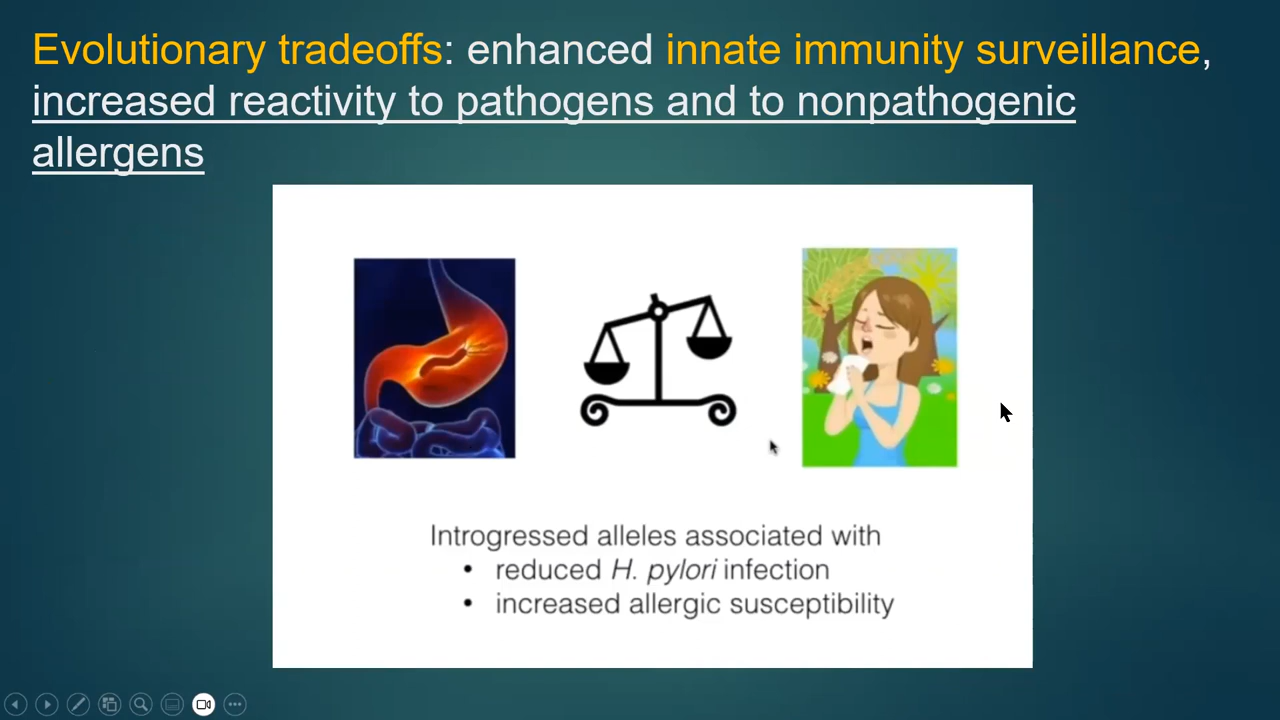 Evolutionary tradeoffs: enhanced innate immunity surveillance,
increased reactivity to pathogens and to nonpathogenic
allergens
Introgressed alleles associated with
• reduced H. pylori infection
• increased allergic susceptibility